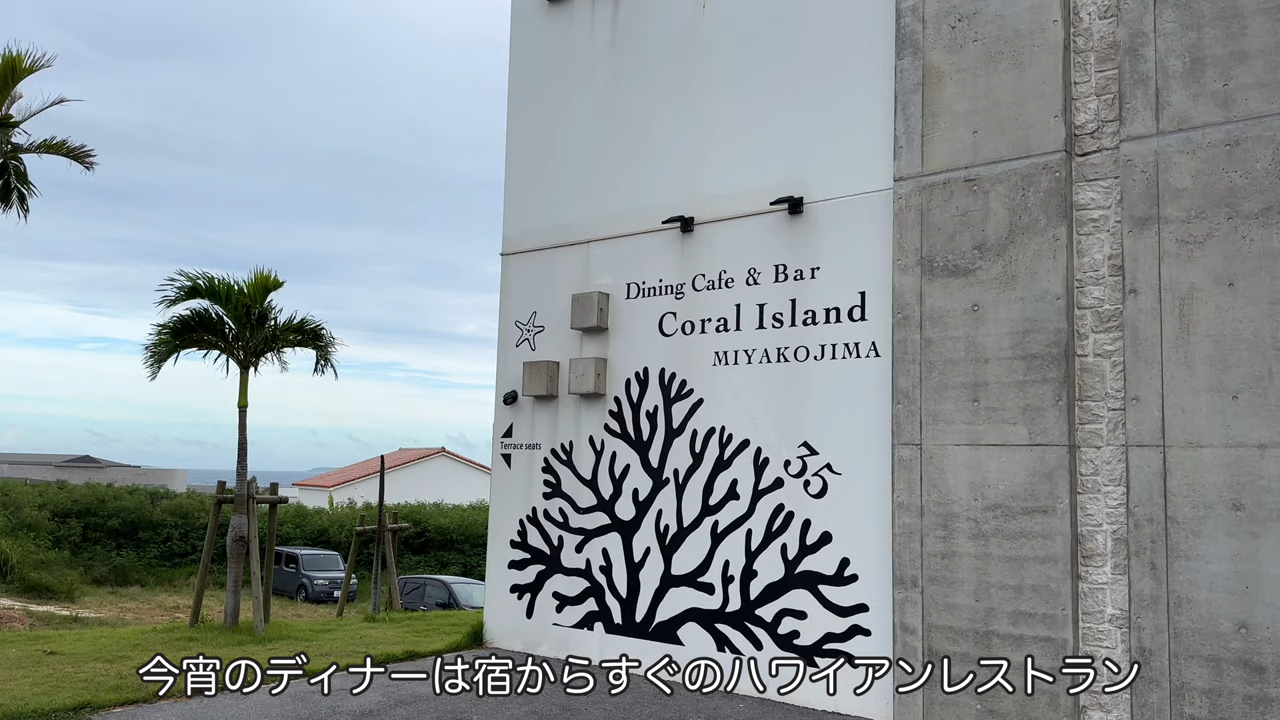 Dining Cafe & Bar
Coral Island
MIYAKOJIMA
Terrace seats
35
今宵のディナーは宿からすぐのハワイアンレストラン